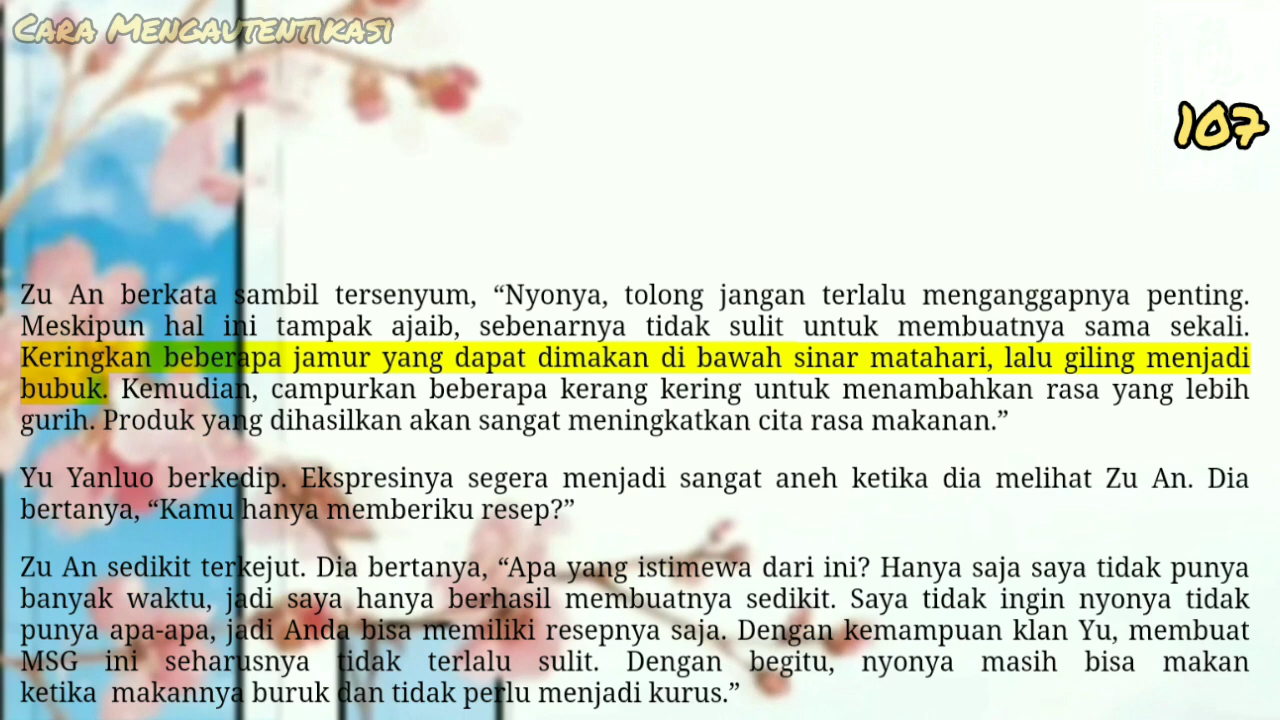 Cara Mengautentikasi
107
Zu An berkata sambil tersenyum, “Nyonya, tolong jangan terlalu menganggapnya penting.
Meskipun hal ini tampak ajaib, sebenarnya tidak sulit untuk membuatnya sama sekali.
Keringkan beberapa jamur yang dapat dimakan di bawah sinar matahari, lalu giling menjadi
bubuk. Kemudian, campurkan beberapa kerang kering untuk menambahkan rasa yang lebih
gurih. Produk yang dihasilkan akan sangat meningkatkan cita rasa makanan.”
Yu Yanluo berkedip. Ekspresinya segera menjadi sangat aneh ketika dia melihat Zu An. Dia
bertanya, “Kamu hanya memberiku resep?”
Zu An sedikit terkejut. Dia bertanya, “Apa yang istimewa dari ini? Hanya saja saya tidak punya
banyak waktu, jadi saya hanya berhasil membuatnya sedikit. Saya tidak ingin nyonya tidak
punya apa-apa, jadi Anda bisa memiliki resepnya saja. Dengan kemampuan klan Yu, membuat
MSG ini seharusnya tidak terlalu sulit. Dengan begitu, nyonya masih bisa makan
ketika makannya buruk dan tidak perlu menjadi kurus.”